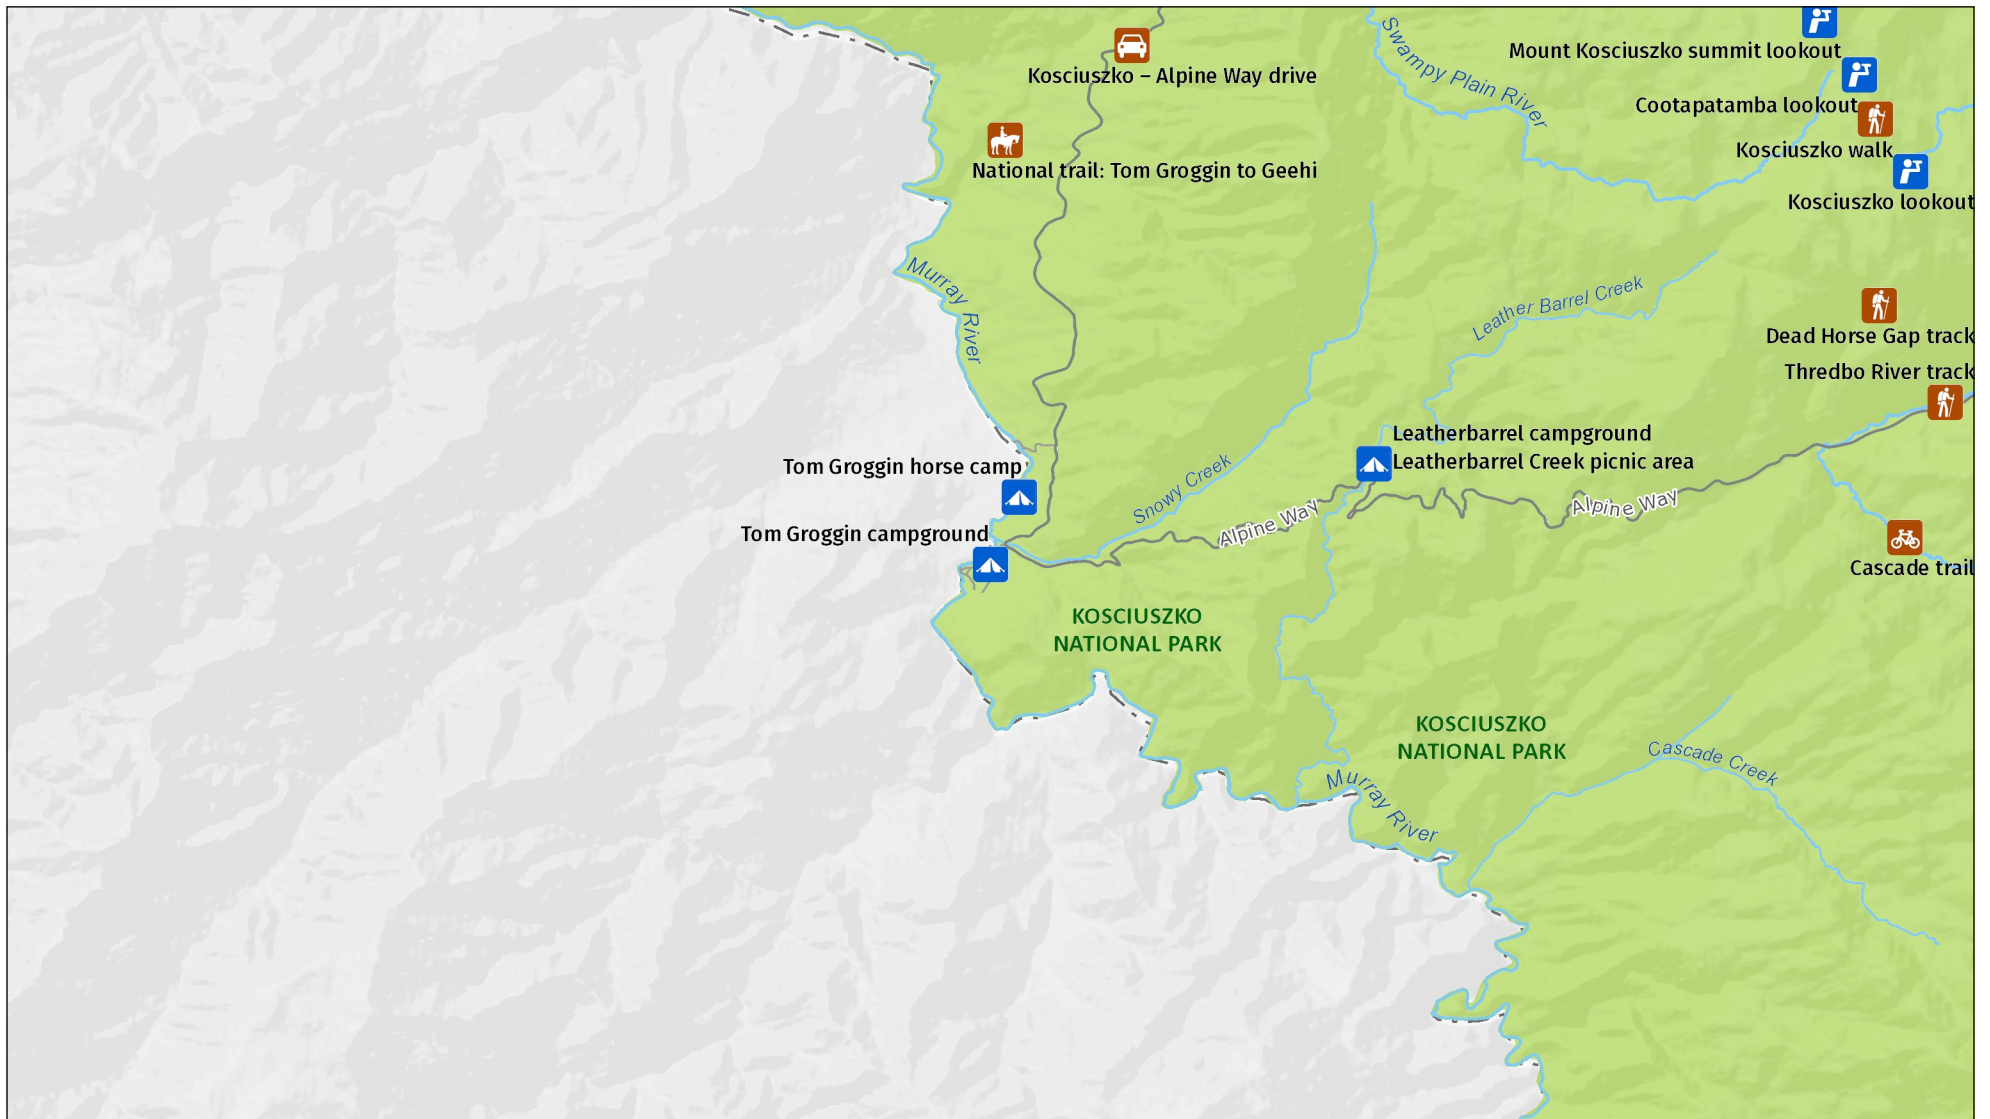 Swampy Plain River
Mount Kosciuszko summit lookout
Kosciuszko – Alpine Way drive
Cootapatamba lookout
Kosciuszko walk
National trail: Tom Groggin to Geehi
Kosciuszko lookout
Murray River
Leather Barrel Creek
Dead Horse Gap track
Thredbo River track
Leatherbarrel campground
Leatherbarrel Creek picnic area
Tom Groggin horse camp
Snowy Creek
Alpine Way
Alpine Way
Tom Groggin campground
Cascade trail
KOSCIUSZKO
NATIONAL PARK
KOSCIUSZKO
NATIONAL PARK
Cascade Creek
Murray River